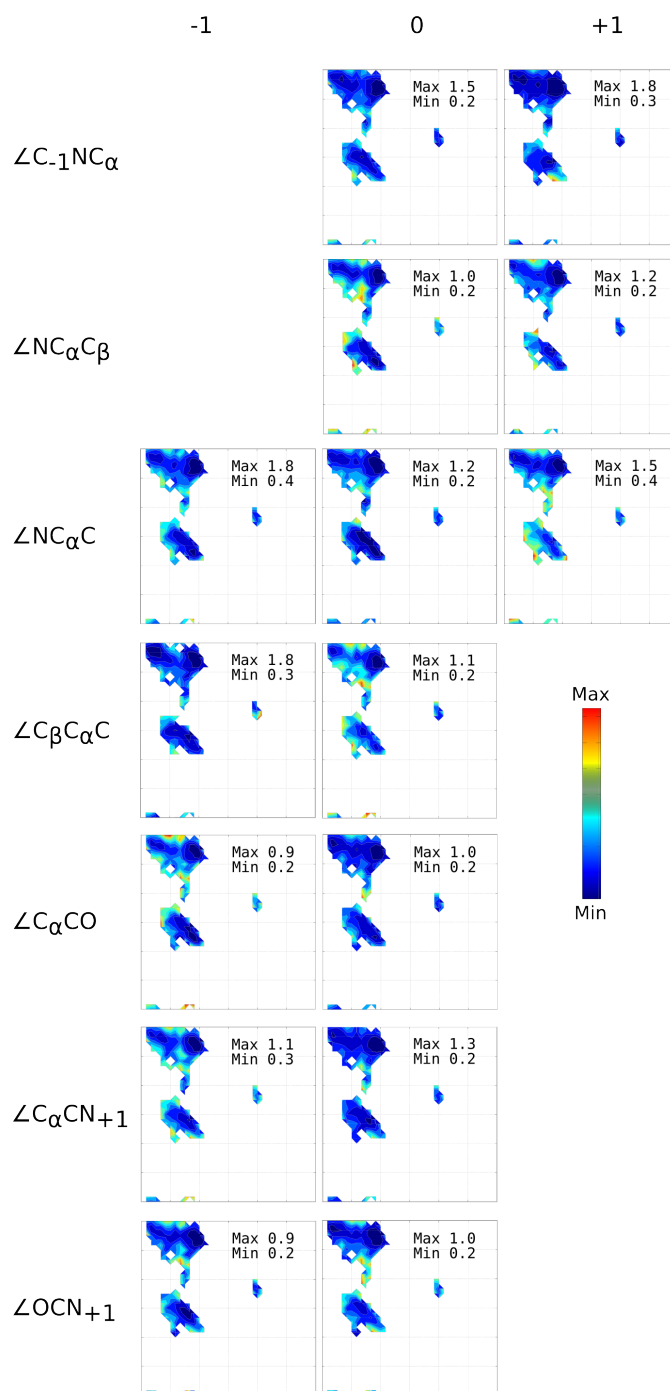 -1 0 +1
∠C-1NCα
Max 1.5
Min 0.2
Max 1.8
Min 0.3
∠NCαCβ
Max 1.0
Min 0.2
Max 1.2
Min 0.2
∠NCαC
Max 1.8
Min 0.4
Max 1.2
Min 0.2
Max 1.5
Min 0.4
∠CβCαC
Max 1.8
Min 0.3
Max 1.1
Min 0.2
Max
Min
∠CαCO
Max 0.9
Min 0.2
Max 1.0
Min 0.2
∠CαCN+1
Max 1.1
Min 0.3
Max 1.3
Min 0.2
∠OCN+1
Max 0.9
Min 0.2
Max 1.0
Min 0.2